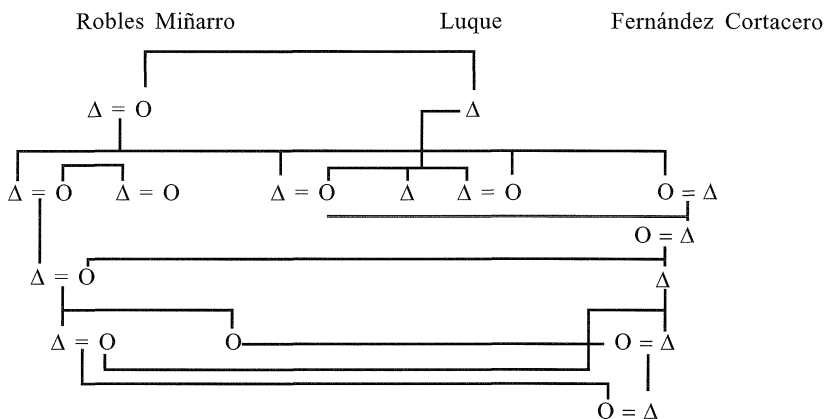 Robles Miñarro Luque Fernández Cortacero
Δ = O Δ
Δ = O Δ = O Δ = O Δ Δ = O O = Δ
O = Δ
Δ = O Δ
Δ = O O O = Δ
O = Δ